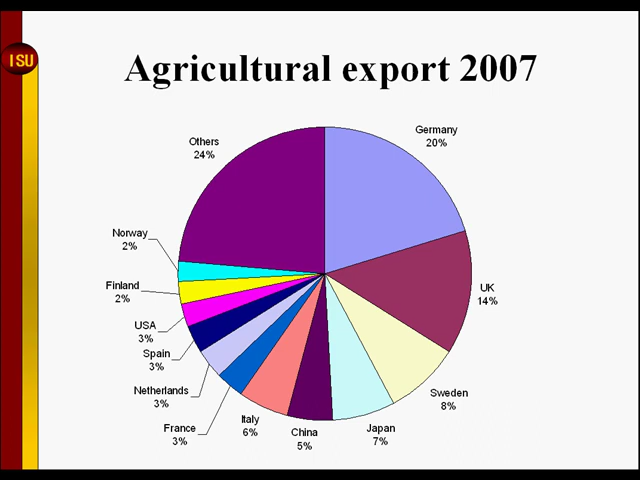 ISU
Agricultural export 2007
Germany
20%
UK
14%
Sweden
8%
Japan
7%
China
5%
Italy
6%
France
3%
Netherlands
3%
Spain
3%
USA
3%
Finland
2%
Norway
2%
Others
24%